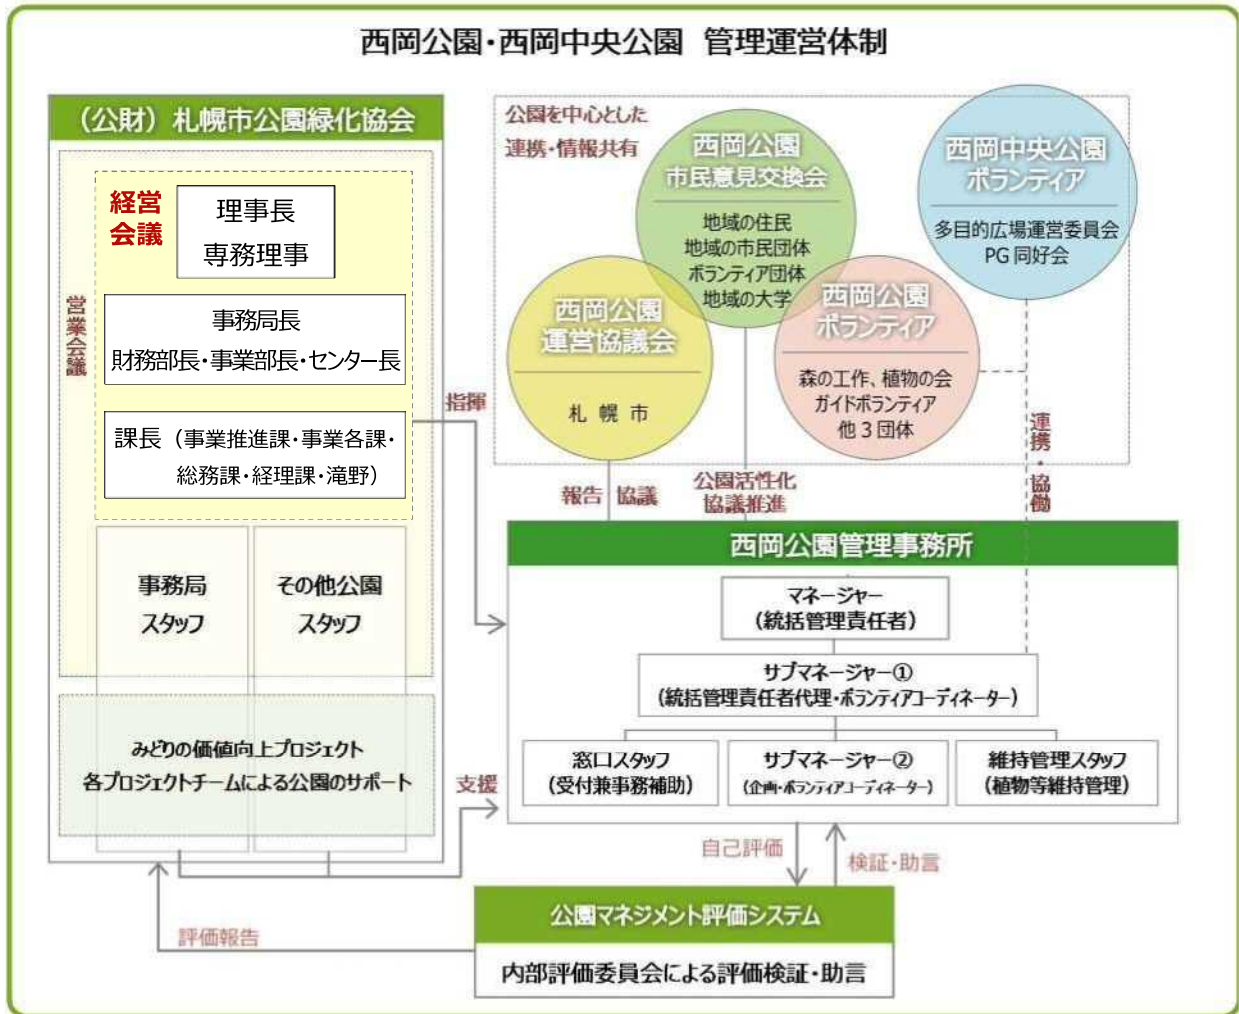 西岡公園・西岡中央公園 管理運営体制
（公財）札幌市公園緑化協会
経営
会議
理事長
専務理事
営業会議
事務局長
財務部長・事業部長・センター長
課長（事業推進課・事業各課・
総務課・経理課・滝野）
事務局
スタッフ
その他公園
スタッフ
みどりの価値向上プロジェクト
各プロジェクトチームによる公園のサポート
指揮
支援
公園を中心とした
連携・情報共有
西岡公園
市民意見交換会
地域の住民
地域の市民団体
ボランティア団体
地域の大学
西岡中央公園
ボランティア
多目的広場運営委員会
PG同好会
西岡公園
運営協議会
札幌市
西岡公園
ボランティア
森の工作、植物の会
ガイドボランティア
他3団体
報告 協議
公園活性化
協議推進
連携・協働
西岡公園管理事務所
マネージャー
（統括管理責任者）
サブマネージャー①
（統括管理責任者代理・ボランティアコーディネーター）
窓口スタッフ
（受付兼事務補助）
サブマネージャー②
（企画・ボランティアコーディネーター）
維持管理スタッフ
（植物等維持管理）
自己評価
検証・助言
公園マネジメント評価システム
内部評価委員会による評価検証・助言
評価報告